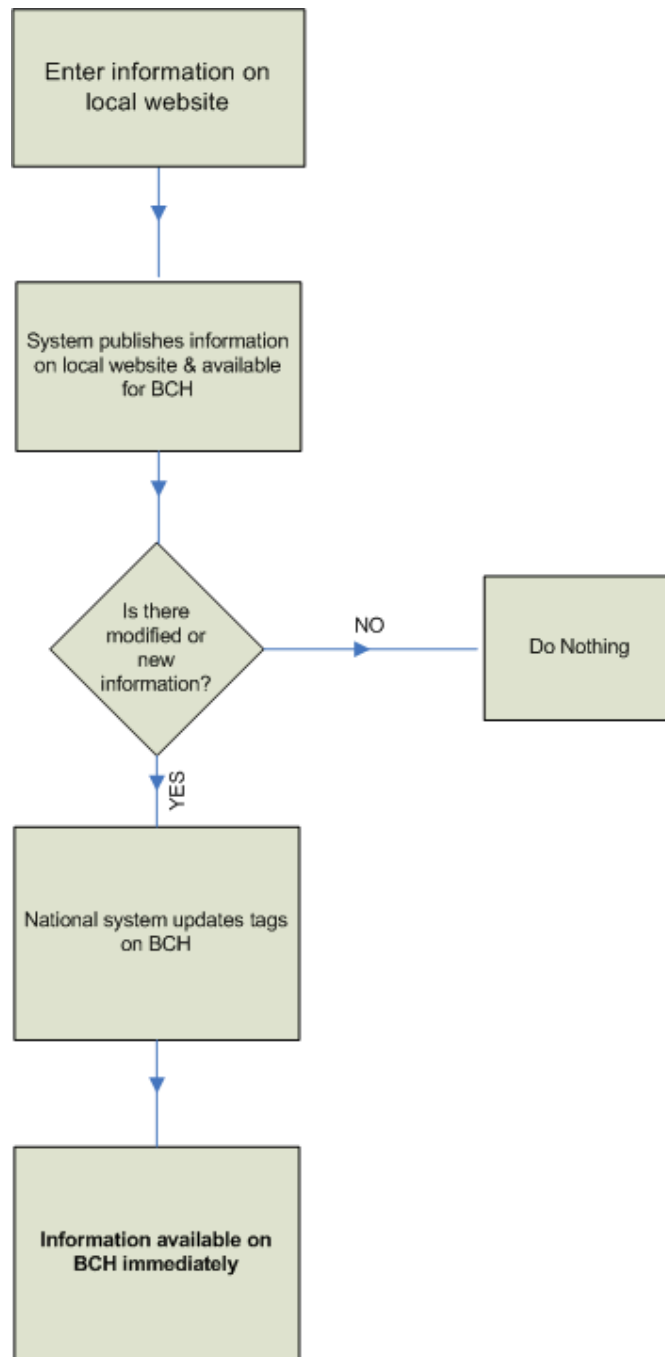 Enter information on
local website
System publishes information
on local website & available
for BCH
Is there
modified or
new
information?
NO
Do Nothing
YES
National system updates tags
on BCH
Information available on
BCH immediately